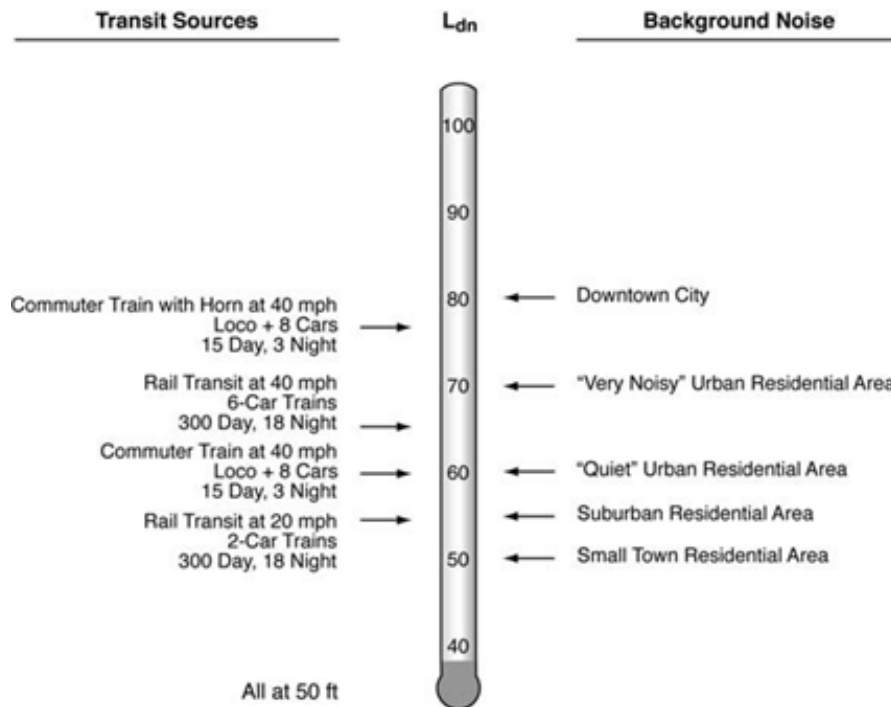 Transit Sources
Ldn
Background Noise
100
90
80
70
60
50
40
Commuter Train with Horn at 40 mph
Loco + 8 Cars
15 Day, 3 Night
Rail Transit at 40 mph
6-Car Trains
300 Day, 18 Night
Commuter Train at 40 mph
Loco + 8 Cars
15 Day, 3 Night
Rail Transit at 20 mph
2-Car Trains
300 Day, 18 Night
All at 50 ft
Downtown City
“Very Noisy” Urban Residential Area
“Quiet” Urban Residential Area
Suburban Residential Area
Small Town Residential Area